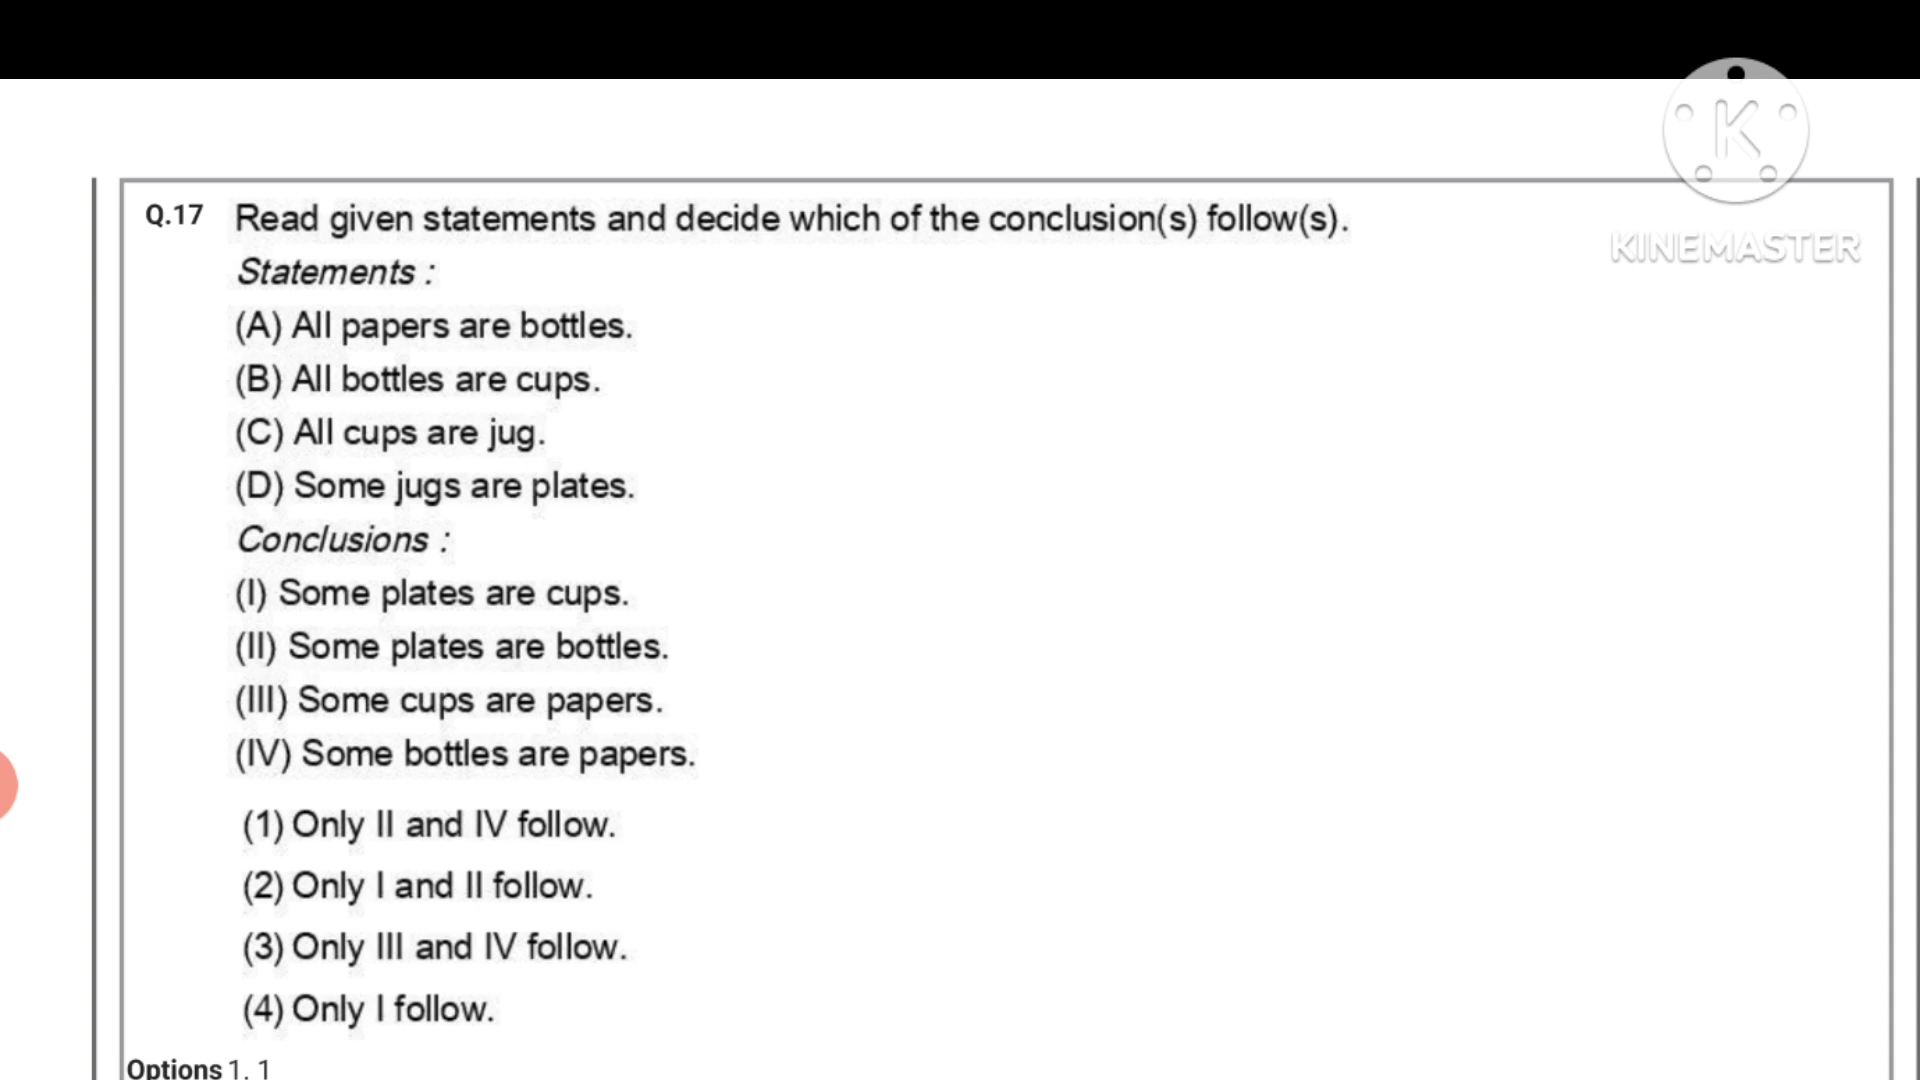 K
KINEMASTER
Q.17 Read given statements and decide which of the conclusion(s) follow(s).
Statements :
(A) All papers are bottles.
(B) All bottles are cups.
(C) All cups are jug.
(D) Some jugs are plates.
Conclusions :
(I) Some plates are cups.
(II) Some plates are bottles.
(III) Some cups are papers.
(IV) Some bottles are papers.
(1) Only II and IV follow.
(2) Only I and II follow.
(3) Only III and IV follow.
(4) Only I follow.
Options 1. 1